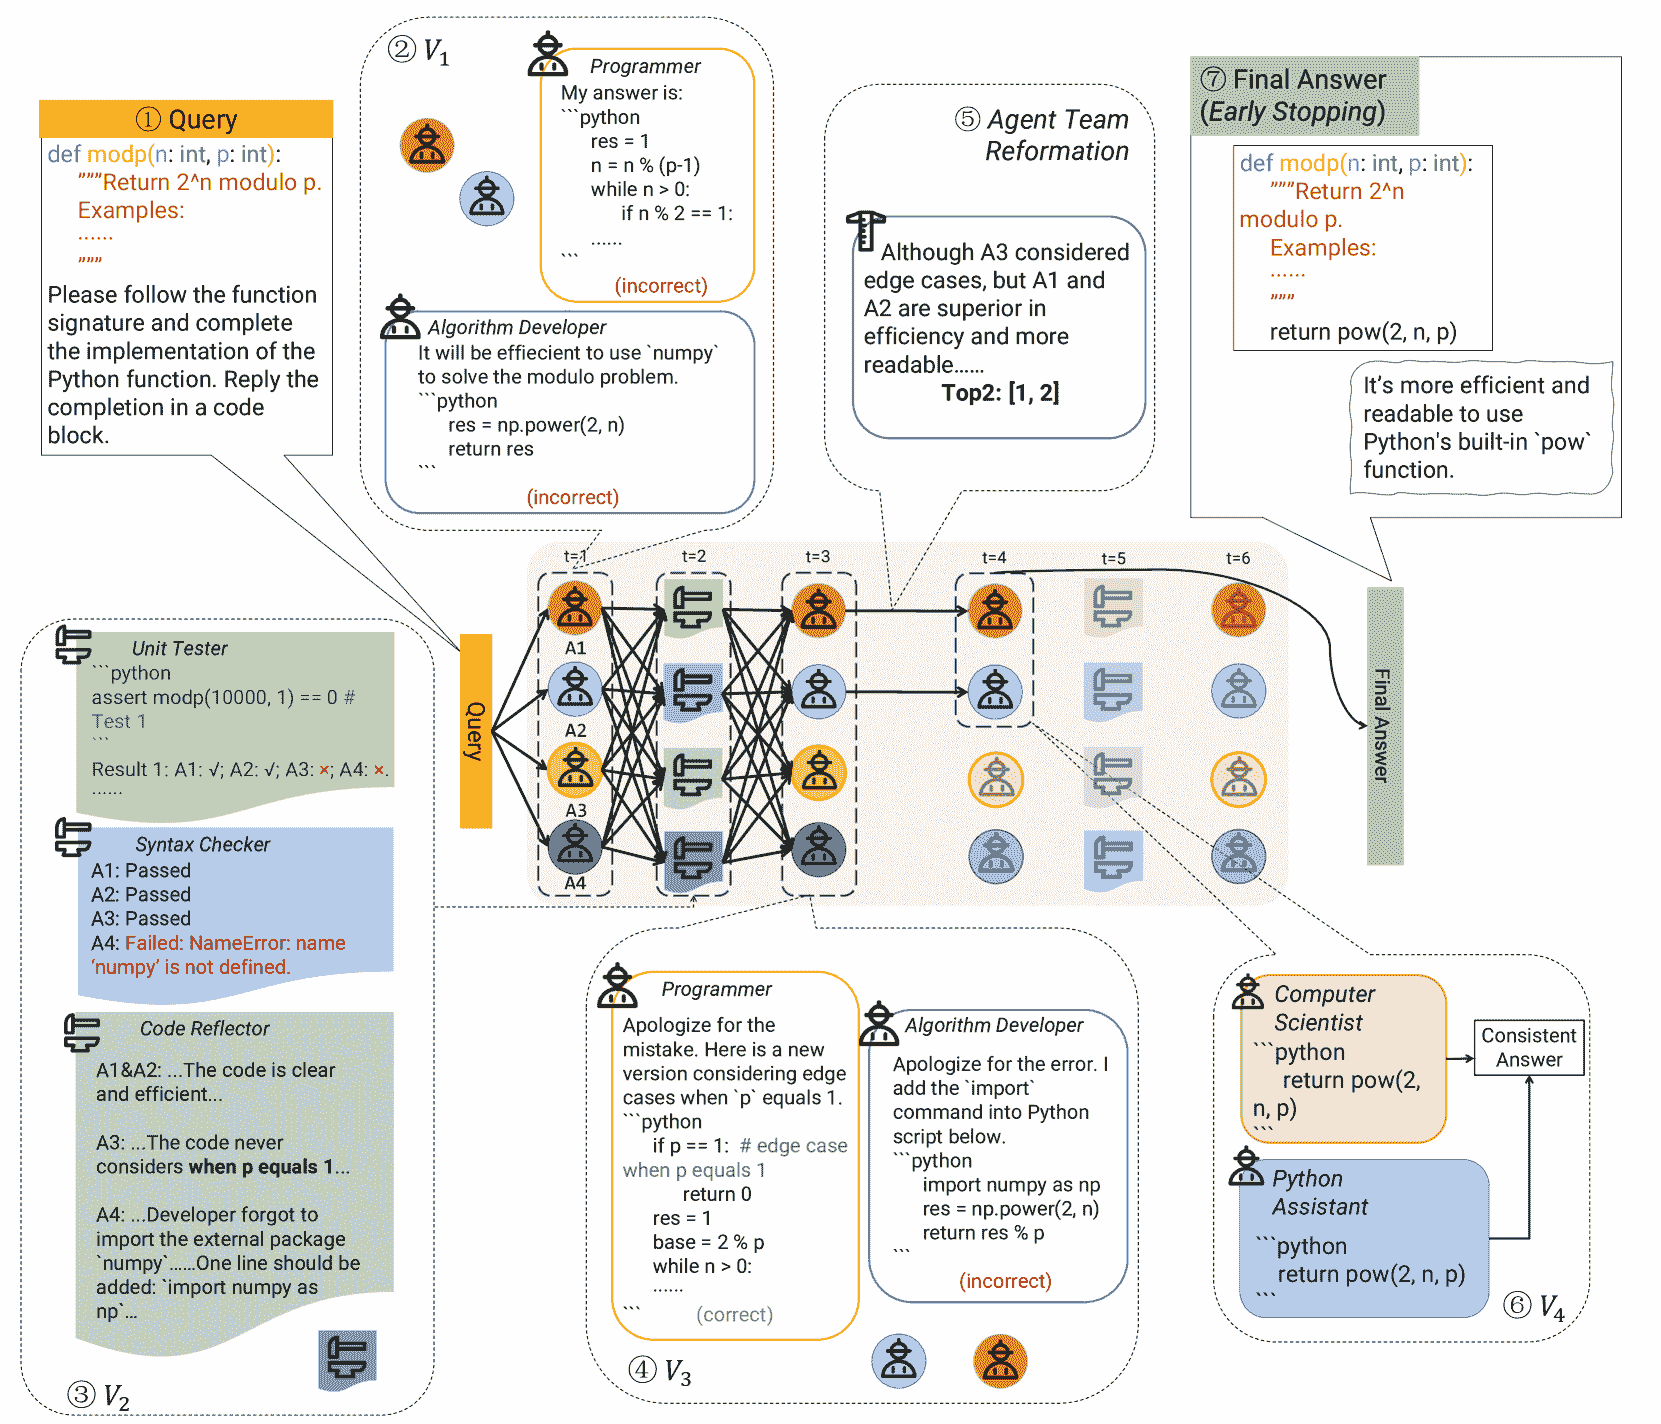 ① Query
def modp(n: int, p: int):
"""Return 2^n modulo p.
Examples:
......
"""
Please follow the function
signature and complete
the implementation of the
Python function. Reply the
completion in a code
block.
② V1
Programmer
My answer is:
```python
res = 1
n = n % (p-1)
while n > 0:
if n % 2 == 1:
......
```
(incorrect)
Algorithm Developer
It will be effiecient to use `numpy`
to solve the modulo problem.
```python
res = np.power(2, n)
return res
```
(incorrect)
⑤ Agent Team
Reformation
Although A3 considered
edge cases, but A1 and
A2 are superior in
efficiency and more
readable......
Top2: [1, 2]
⑦ Final Answer
(Early Stopping)
def modp(n: int, p: int):
"""Return 2^n
modulo p.
Examples:
......
"""
return pow(2, n, p)
It's more efficient and
readable to use
Python's built-in `pow`
function.
t=1
t=2
t=3
t=4
t=5
t=6
Query
A1
A2
A3
A4
Final Answer
Unit Tester
```python
assert modp(10000, 1) == 0 #
Test 1
```
Result 1: A1: √; A2: √; A3: ×; A4: ×.
......
Syntax Checker
A1: Passed
A2: Passed
A3: Passed
A4: Failed: NameError: name
'numpy' is not defined.
Code Reflector
A1&A2: ...The code is clear
and efficient...
A3: ...The code never
considers when p equals 1...
A4: ...Developer forgot to
import the external package
`numpy`......One line should be
added: `import numpy as
np`...
③ V2
Programmer
Apologize for the
mistake. Here is a new
version considering edge
cases when `p` equals 1.
```python
if p == 1:  # edge case
when p equals 1
return 0
res = 1
base = 2 % p
while n > 0:
......
```
(correct)
Algorithm Developer
Apologize for the error. I
add the `import`
command into Python
script below.
```python
import numpy as np
res = np.power(2, n)
return res % p
```
(incorrect)
④ V3
Computer
Scientist
```python
return pow(2,
n, p)
```
Consistent
Answer
Python
Assistant
```python
return pow(2, n, p)
```
⑥ V4